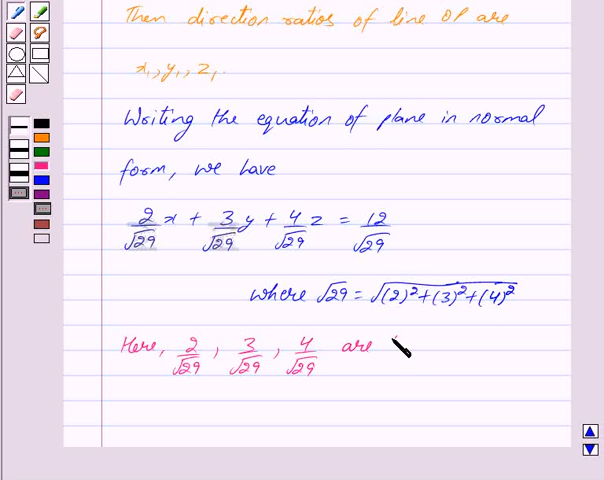 Then direction ratios of line OP are
x₁, y₁, z₁.
Writing the equation of plane in normal
form, we have
2/√29 x + 3/√29 y + 4/√29 z = 12/√29
where √29 = √(2)²+(3)²+(4)²
Here, 2/√29, 3/√29, 4/√29 are